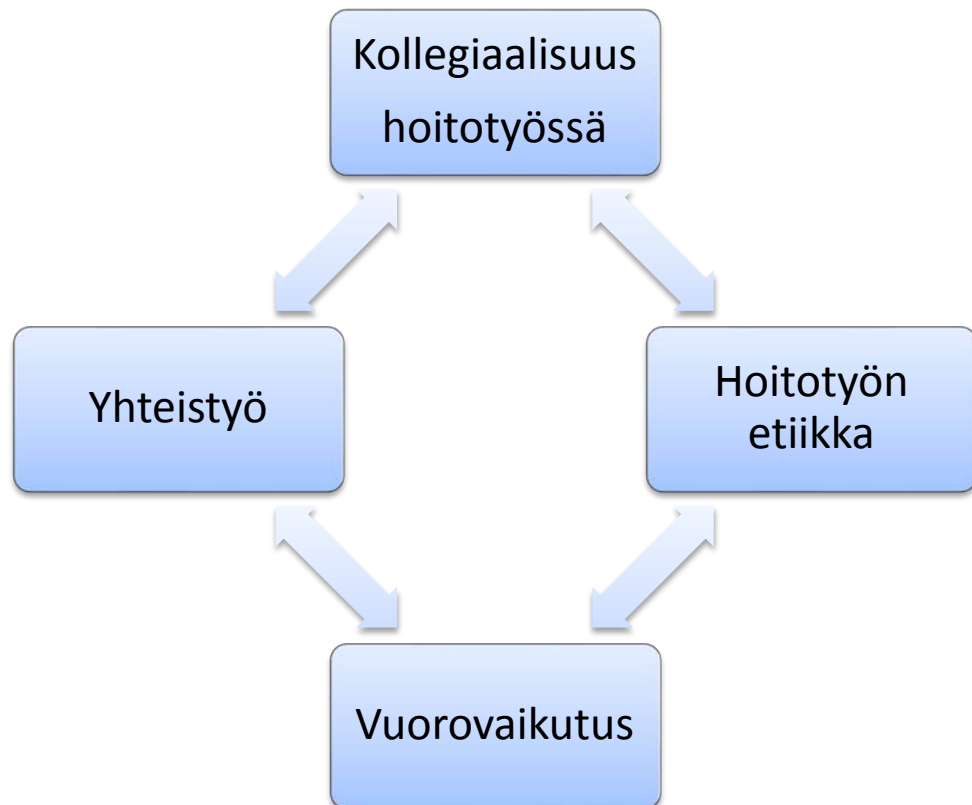 Kollegiaalisuus
hoitotyössä
Yhteistyö
Hoitotyön
etiikka
Vuorovaikutus